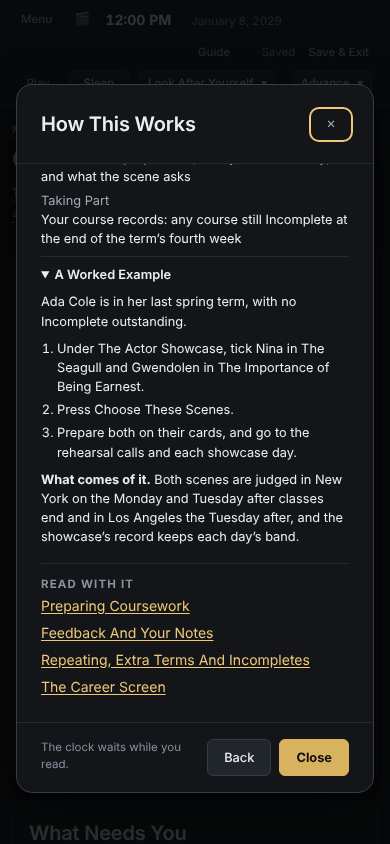 Menu 🎬 12:00 PM January 8, 2029
Guide Saved Save & Exit
Play Sleep Look After Yourself Advance
How This Works
×
and what the scene asks
Taking Part
Your course records: any course still Incomplete at
the end of the term’s fourth week
▼ A Worked Example
Ada Cole is in her last spring term, with no
Incomplete outstanding.
1. Under The Actor Showcase, tick Nina in The
Seagull and Gwendolen in The Importance of
Being Earnest.
2. Press Choose These Scenes.
3. Prepare both on their cards, and go to the
rehearsal calls and each showcase day.
What comes of it. Both scenes are judged in New
York on the Monday and Tuesday after classes
end and in Los Angeles the Tuesday after, and the
showcase’s record keeps each day’s band.
READ WITH IT
Preparing Coursework
Feedback And Your Notes
Repeating, Extra Terms And Incompletes
The Career Screen
The clock waits while you
read.
Back
Close
What Needs You